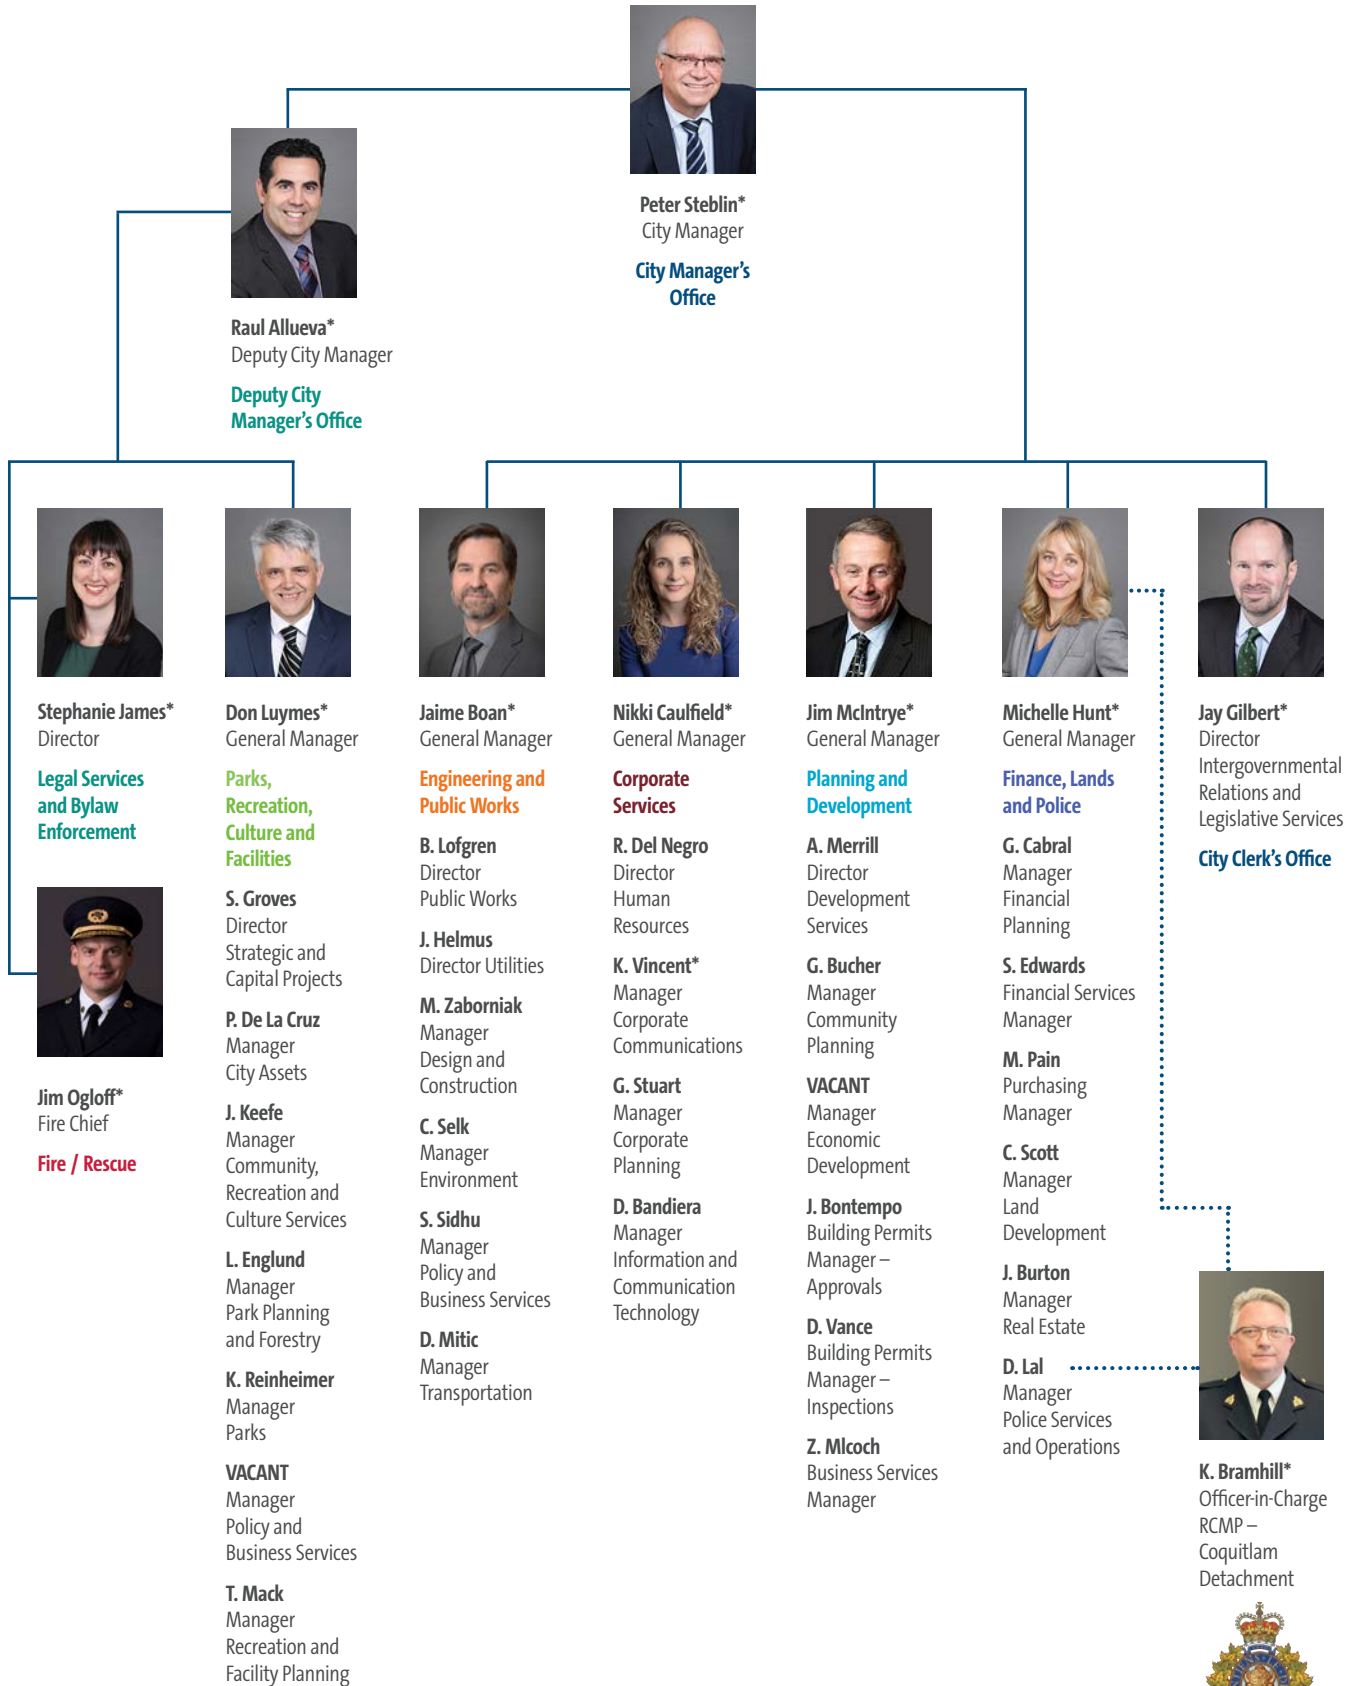 Peter Steblin*
City Manager
City Manager's
Office
Raul Allueva*
Deputy City Manager
Deputy City
Manager's Office
Stephanie James*
Director
Legal Services
and Bylaw
Enforcement
Jim Ogloff*
Fire Chief
Fire / Rescue
Don Luymes*
General Manager
Parks,
Recreation,
Culture and
Facilities
S. Groves
Director
Strategic and
Capital Projects
P. De La Cruz
Manager
City Assets
J. Keefe
Manager
Community,
Recreation and
Culture Services
L. Englund
Manager
Park Planning
and Forestry
K. Reinheimer
Manager
Parks
VACANT
Manager
Policy and
Business Services
T. Mack
Manager
Recreation and
Facility Planning
Jaime Boan*
General Manager
Engineering and
Public Works
B. Lofgren
Director
Public Works
J. Helmus
Director Utilities
M. Zaborniak
Manager
Design and
Construction
C. Selk
Manager
Environment
S. Sidhu
Manager
Policy and
Business Services
D. Mitic
Manager
Transportation
Nikki Caulfield*
General Manager
Corporate
Services
R. Del Negro
Director
Human
Resources
K. Vincent*
Manager
Corporate
Communications
G. Stuart
Manager
Corporate
Planning
D. Bandiera
Manager
Information and
Communication
Technology
Jim McIntrye*
General Manager
Planning and
Development
A. Merrill
Director
Development
Services
G. Bucher
Manager
Community
Planning
VACANT
Manager
Economic
Development
J. Bontempo
Building Permits
Manager –
Approvals
D. Vance
Building Permits
Manager –
Inspections
Z. Mlcoch
Business Services
Manager
Michelle Hunt*
General Manager
Finance, Lands
and Police
G. Cabral
Manager
Financial
Planning
S. Edwards
Financial Services
Manager
M. Pain
Purchasing
Manager
C. Scott
Manager
Land
Development
J. Burton
Manager
Real Estate
D. Lal
Manager
Police Services
and Operations
Jay Gilbert*
Director
Intergovernmental
Relations and
Legislative Services
City Clerk's Office
K. Bramhill*
Officer-in-Charge
RCMP –
Coquitlam
Detachment